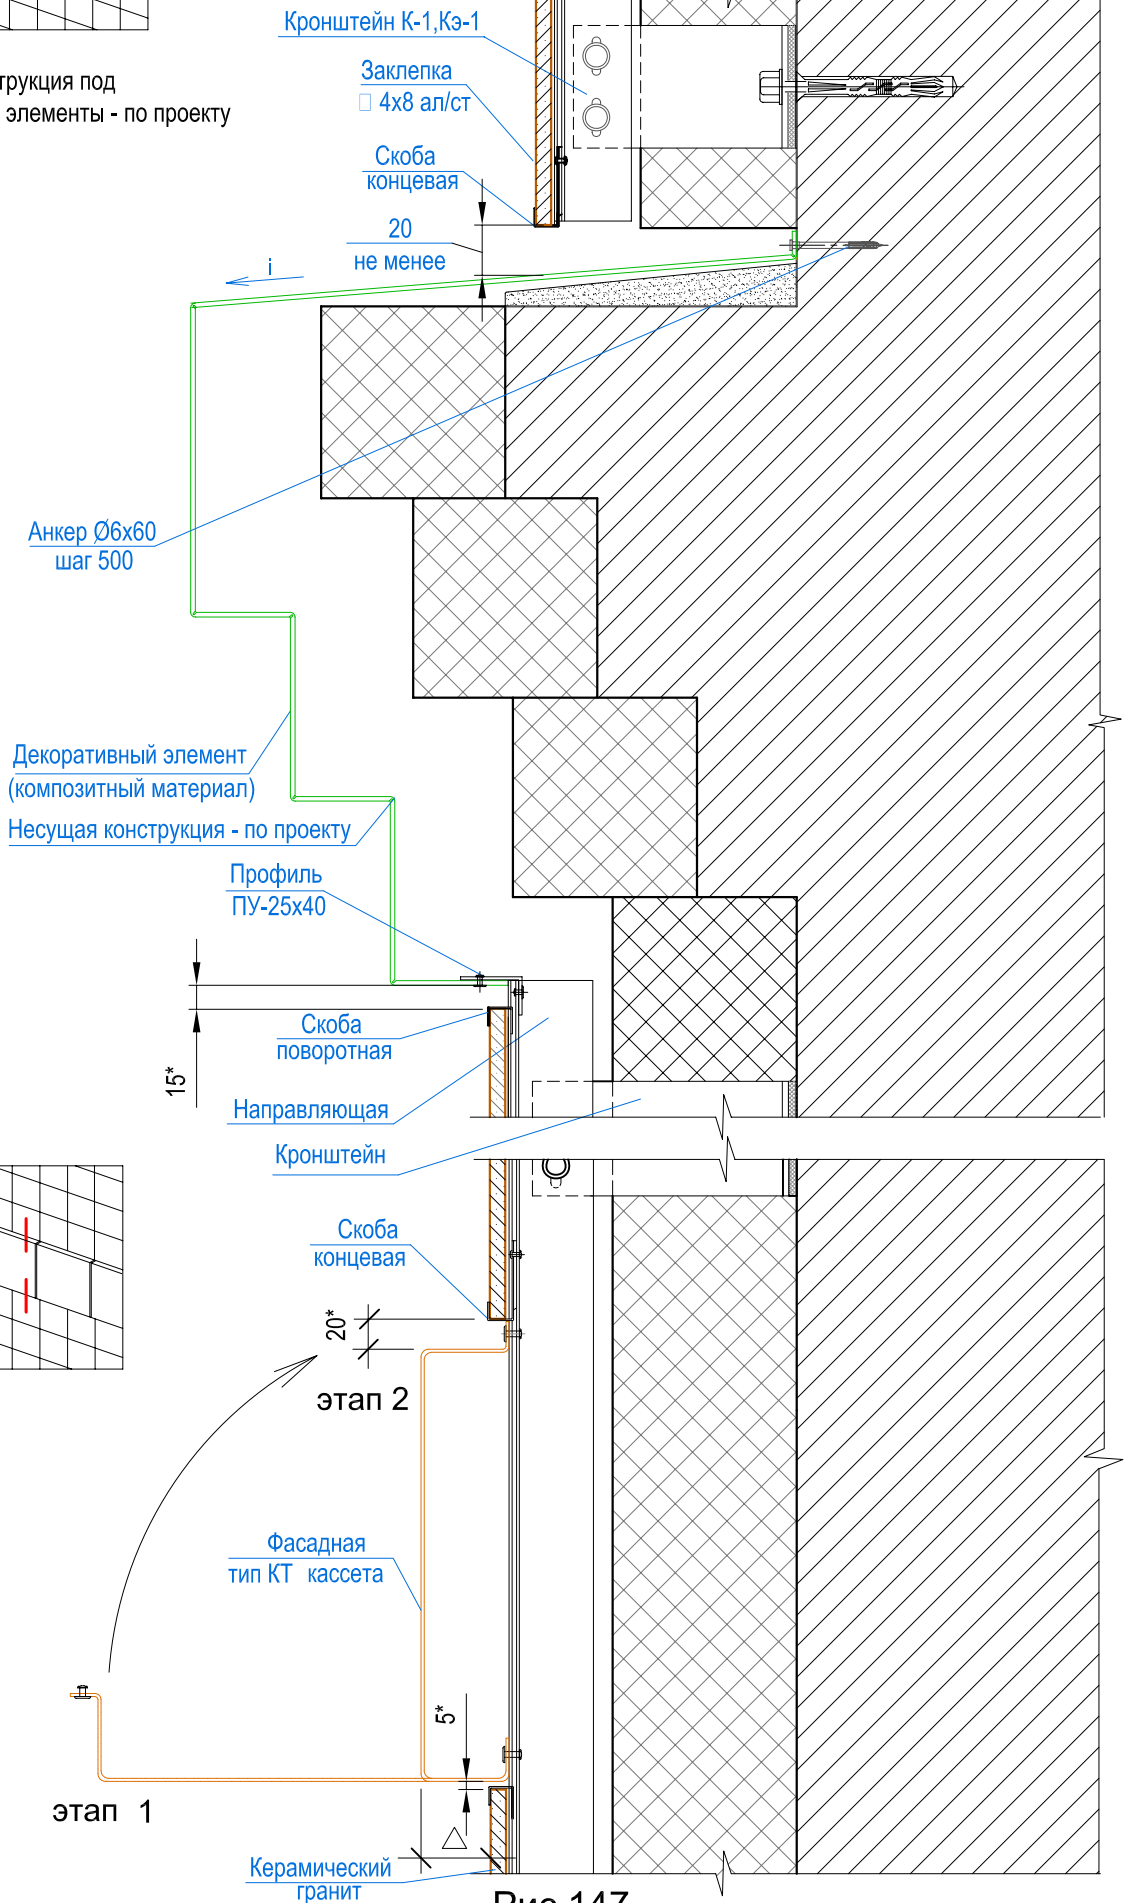 Кронштейн К-1,Кэ-1
трукция под
элементы - по проекту
Заклепка
4х8 ал/ст
Скоба
концевая
20
не менее
i
Анкер Ø6х60
шаг 500
Декоративный элемент
(композитный материал)
Несущая конструкция - по проекту
Профиль
ПУ-25х40
15*
Скоба
поворотная
Направляющая
Кронштейн
Скоба
концевая
20*
этап 2
Фасадная
тип КТ кассета
5*
этап 1
Керамический
гранит
Рис.147